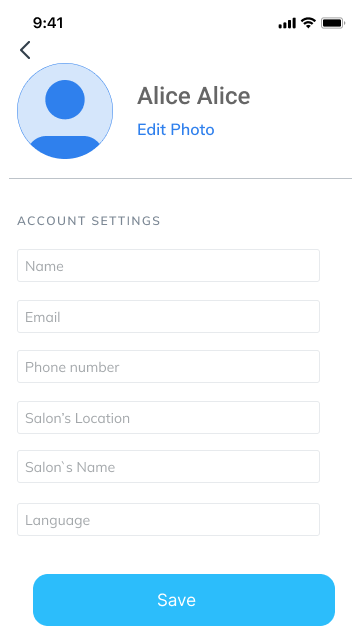 9:41
Alice Alice
Edit Photo
ACCOUNT SETTINGS
Name
Email
Phone number
Salon’s Location
Salon`s Name
Language
Save